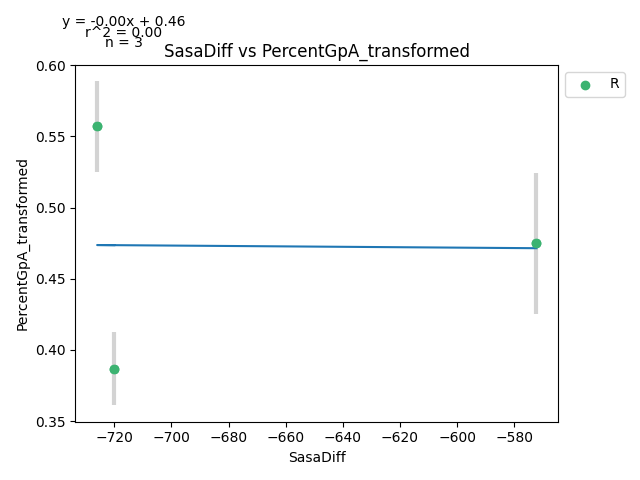 y = -0.00x + 0.46
r^2 = 0.00
n = 3
SasaDiff vs PercentGpA_transformed
R
PercentGpA_transformed
0.60
0.55
0.50
0.45
0.40
0.35
−720 −700 −680 −660 −640 −620 −600 −580
SasaDiff